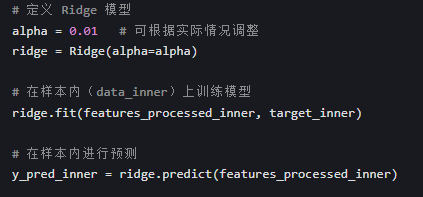 # 定义 Ridge 模型
alpha = 0.01   # 可根据实际情况调整
ridge = Ridge(alpha=alpha)
# 在样本内（data_inner）上训练模型
ridge.fit(features_processed_inner, target_inner)
# 在样本内进行预测
y_pred_inner = ridge.predict(features_processed_inner)